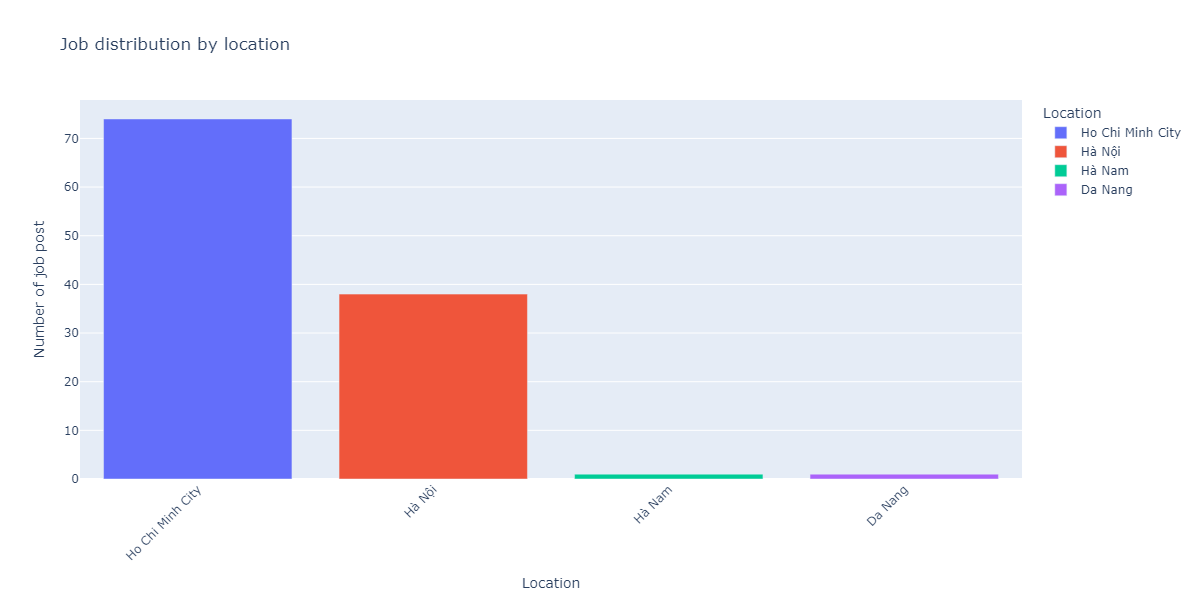 Job distribution by location
Number of job post
70
60
50
40
30
20
10
0
Ho Chi Minh City
Hà Nội
Hà Nam
Da Nang
Location
Location
Ho Chi Minh City
Hà Nội
Hà Nam
Da Nang